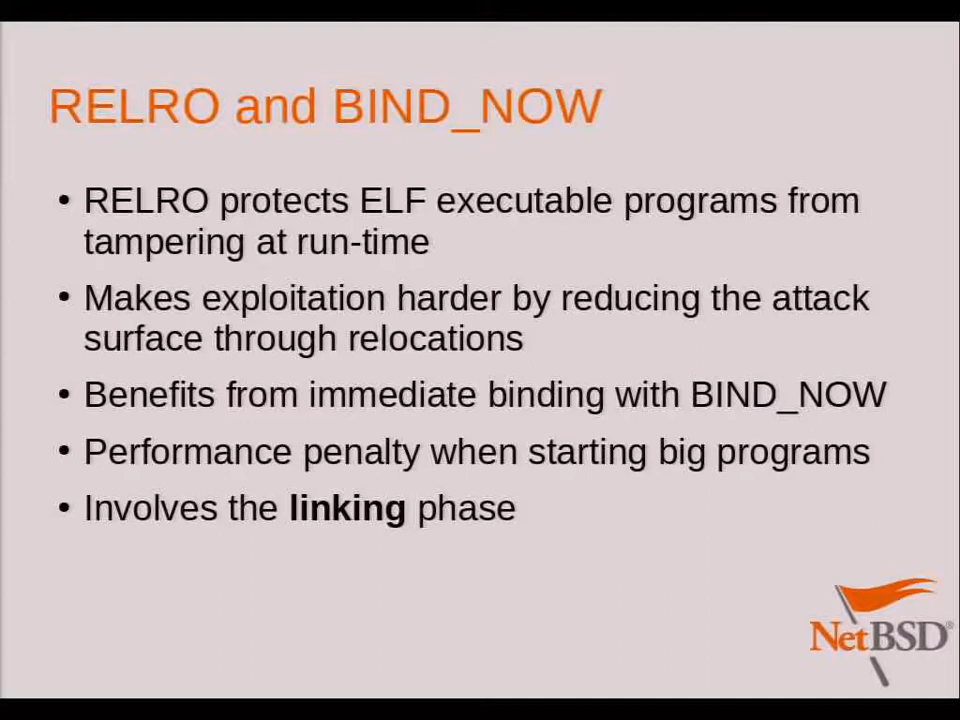 RELRO and BIND_NOW
• RELRO protects ELF executable programs from
tampering at run-time
• Makes exploitation harder by reducing the attack
surface through relocations
• Benefits from immediate binding with BIND_NOW
• Performance penalty when starting big programs
• Involves the linking phase
NetBSD®